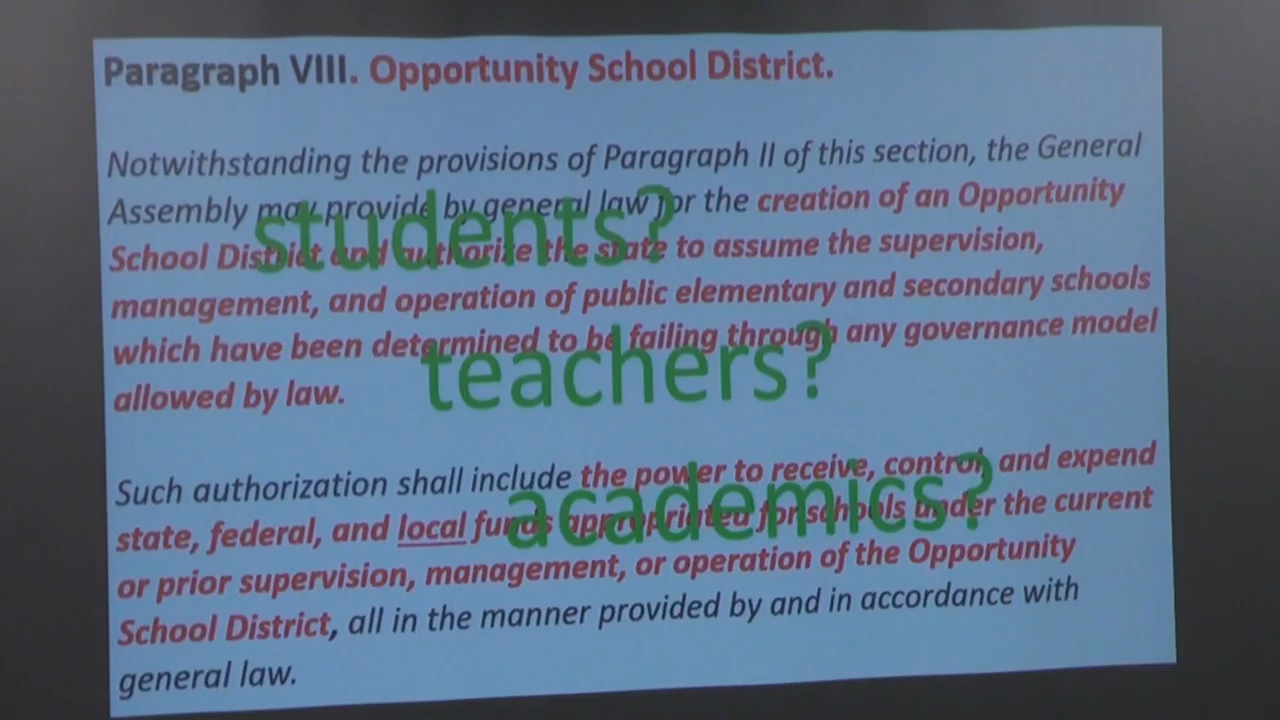 Paragraph VIII. Opportunity School District.
Notwithstanding the provisions of Paragraph II of this section, the General
Assembly may provide by general law for the creation of an Opportunity
students?
School District and authorize the state to assume the supervision,
management, and operation of public elementary and secondary schools
which have been determined to be failing through any governance model
teachers?
allowed by law.
Such authorization shall include the power to receive, control, and expend
academics?
state, federal, and local funds appropriated for schools under the current
or prior supervision, management, or operation of the Opportunity
School District, all in the manner provided by and in accordance with
general law.